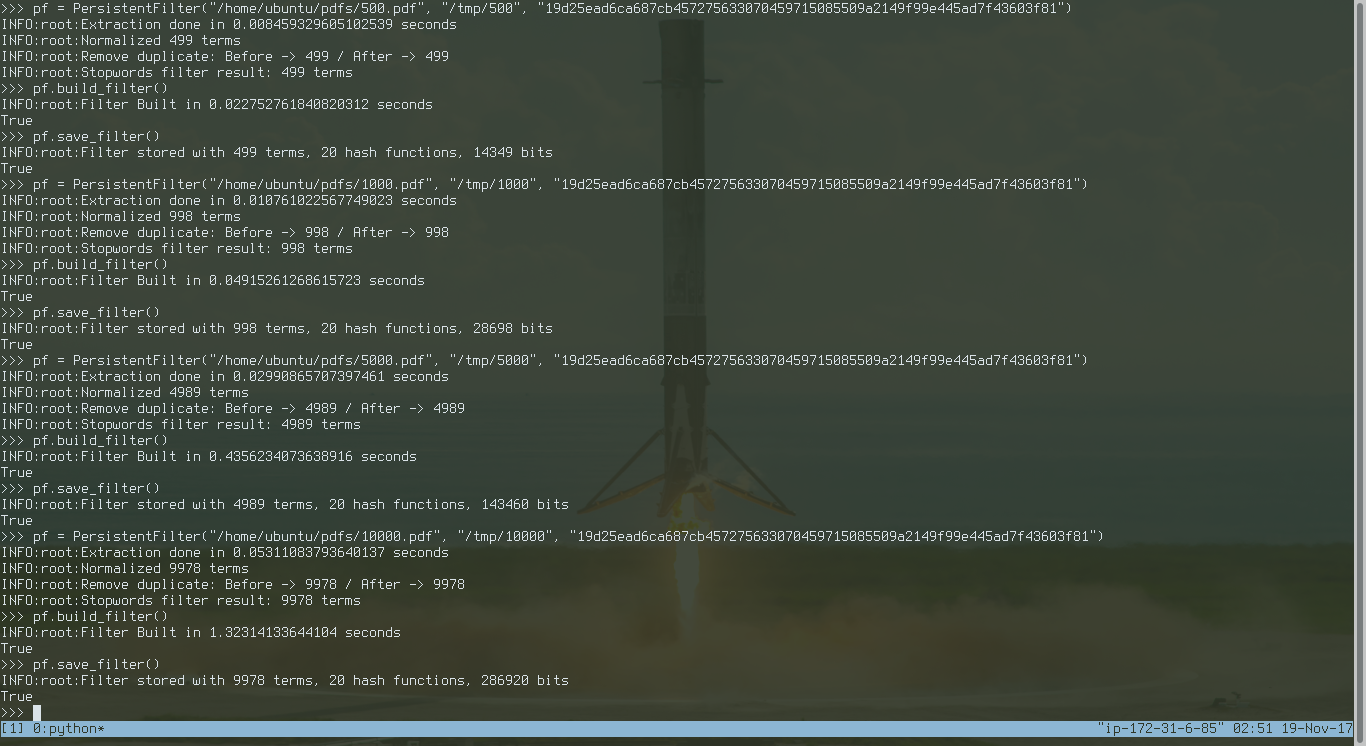 >>> pf = PersistentFilter("/home/ubuntu/pdfs/500.pdf", "/tmp/500", "19d25ead6ca687cb457275633070459715085509a2149f99e445ad7f43603f81")
INFO:root:Extraction done in 0.008459329605102539 seconds
INFO:root:Normalized 499 terms
INFO:root:Remove duplicate: Before -> 499 / After -> 499
INFO:root:Stopwords filter result: 499 terms
>>> pf.build_filter()
INFO:root:Filter Built in 0.022752761840820312 seconds
True
>>> pf.save_filter()
INFO:root:Filter stored with 499 terms, 20 hash functions, 14349 bits
True
>>> pf = PersistentFilter("/home/ubuntu/pdfs/1000.pdf", "/tmp/1000", "19d25ead6ca687cb457275633070459715085509a2149f99e445ad7f43603f81")
INFO:root:Extraction done in 0.010761022567749023 seconds
INFO:root:Normalized 998 terms
INFO:root:Remove duplicate: Before -> 998 / After -> 998
INFO:root:Stopwords filter result: 998 terms
>>> pf.build_filter()
INFO:root:Filter Built in 0.04915261268615723 seconds
True
>>> pf.save_filter()
INFO:root:Filter stored with 998 terms, 20 hash functions, 28698 bits
True
>>> pf = PersistentFilter("/home/ubuntu/pdfs/5000.pdf", "/tmp/5000", "19d25ead6ca687cb457275633070459715085509a2149f99e445ad7f43603f81")
INFO:root:Extraction done in 0.02990865707397461 seconds
INFO:root:Normalized 4989 terms
INFO:root:Remove duplicate: Before -> 4989 / After -> 4989
INFO:root:Stopwords filter result: 4989 terms
>>> pf.build_filter()
INFO:root:Filter Built in 0.4356234073638916 seconds
True
>>> pf.save_filter()
INFO:root:Filter stored with 4989 terms, 20 hash functions, 143460 bits
True
>>> pf = PersistentFilter("/home/ubuntu/pdfs/10000.pdf", "/tmp/10000", "19d25ead6ca687cb457275633070459715085509a2149f99e445ad7f43603f81")
INFO:root:Extraction done in 0.05311083793640137 seconds
INFO:root:Normalized 9978 terms
INFO:root:Remove duplicate: Before -> 9978 / After -> 9978
INFO:root:Stopwords filter result: 9978 terms
>>> pf.build_filter()
INFO:root:Filter Built in 1.32314133644104 seconds
True
>>> pf.save_filter()
INFO:root:Filter stored with 9978 terms, 20 hash functions, 286920 bits
True
>>>
[1] 0:python* "ip-172-31-6-85" 02:51 19-Nov-17